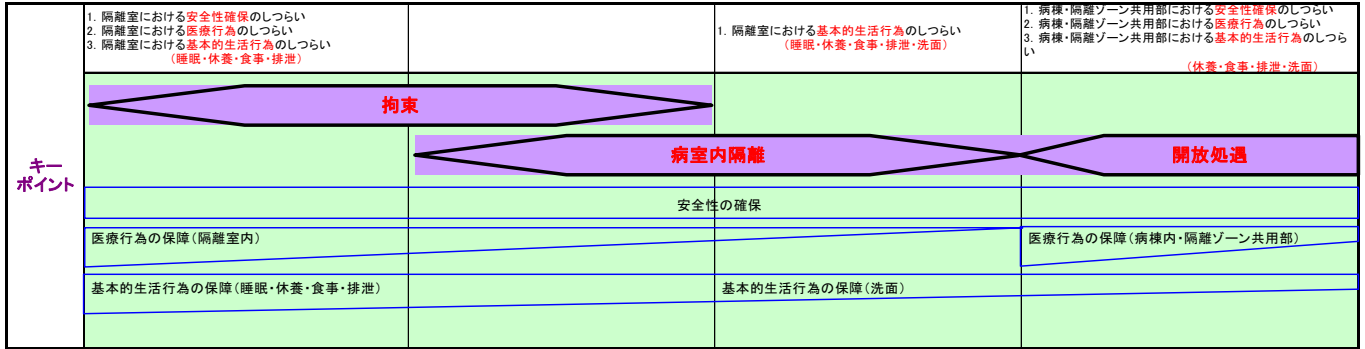 1. 隔離室における安全性確保のしつらい
2. 隔離室における医療行為のしつらい
3. 隔離室における基本的生活行為のしつらい
(睡眠・休養・食事・排泄)
1. 隔離室における基本的生活行為のしつらい
(睡眠・休養・食事・排泄・洗面)
1. 病棟・隔離ゾーン共用部における安全性確保のしつらい
2. 病棟・隔離ゾーン共用部における医療行為のしつらい
3. 病棟・隔離ゾーン共用部における基本的生活行為のしつら
い
(休養・食事・排泄・洗面)
キー
ポイント
拘束
病室内隔離
開放処遇
安全性の確保
医療行為の保障(隔離室内)
医療行為の保障(病棟内・隔離ゾーン共用部)
基本的生活行為の保障(睡眠・休養・食事・排泄)
基本的生活行為の保障(洗面)